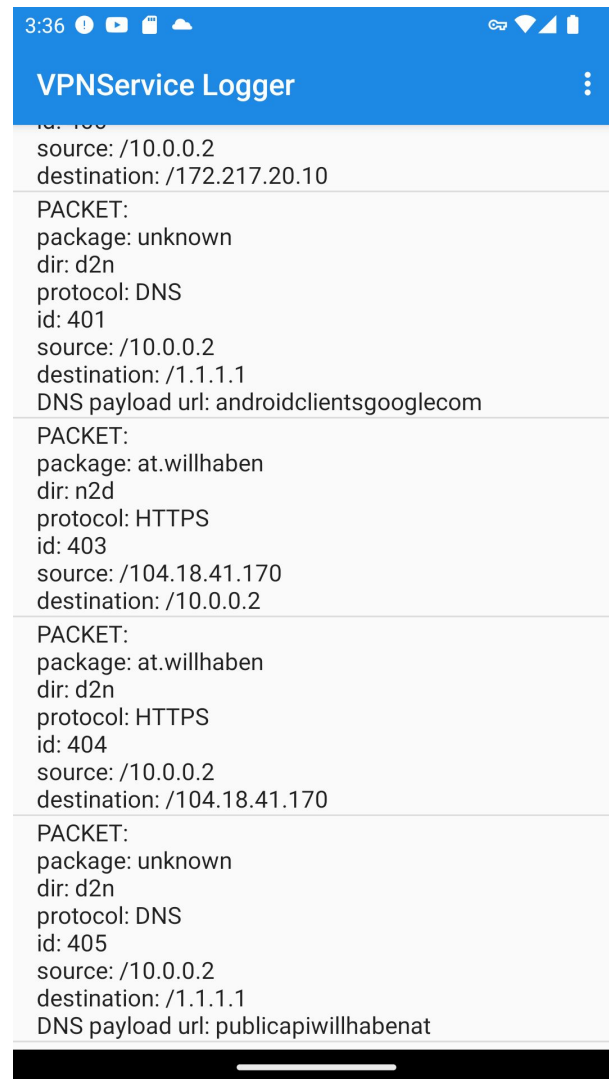 3:36
VPNService Logger
source: /10.0.0.2
destination: /172.217.20.10
PACKET:
package: unknown
dir: d2n
protocol: DNS
id: 401
source: /10.0.0.2
destination: /1.1.1.1
DNS payload url: androidclientsgooglecom
PACKET:
package: at.willhaben
dir: n2d
protocol: HTTPS
id: 403
source: /104.18.41.170
destination: /10.0.0.2
PACKET:
package: at.willhaben
dir: d2n
protocol: HTTPS
id: 404
source: /10.0.0.2
destination: /104.18.41.170
PACKET:
package: unknown
dir: d2n
protocol: DNS
id: 405
source: /10.0.0.2
destination: /1.1.1.1
DNS payload url: publicapiwillhabenat